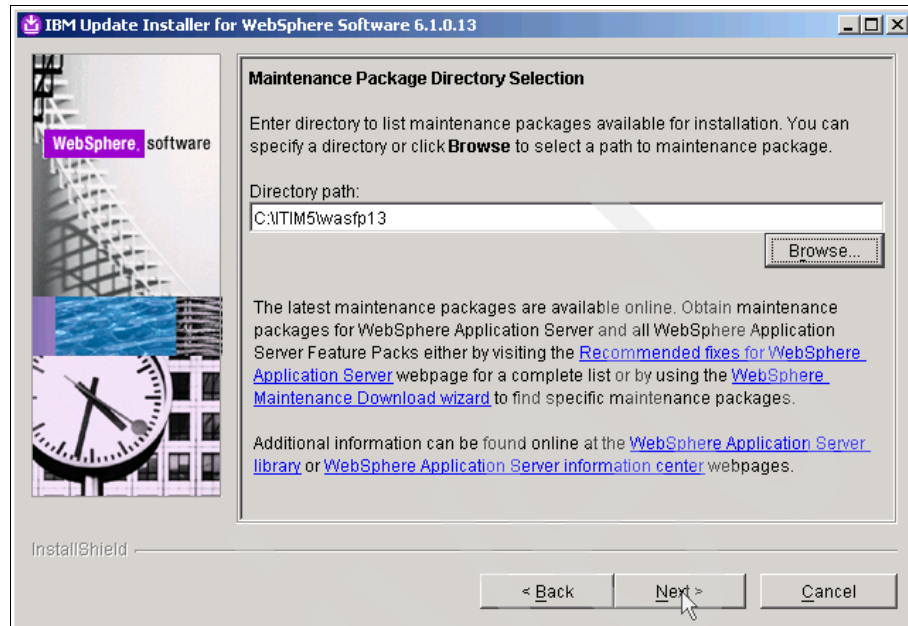 IBM Update Installer for WebSphere Software 6.1.0.13
WebSphere. software
Maintenance Package Directory Selection
Enter directory to list maintenance packages available for installation. You can
specify a directory or click Browse to select a path to maintenance package.
Directory path:
C:\ITIM5\wasfp13
Browse...
The latest maintenance packages are available online. Obtain maintenance
packages for WebSphere Application Server and all WebSphere Application
Server Feature Packs either by visiting the Recommended fixes for WebSphere
Application Server webpage for a complete list or by using the WebSphere
Maintenance Download wizard to find specific maintenance packages.
Additional information can be found online at the WebSphere Application Server
library or WebSphere Application Server information center webpages.
InstallShield
< Back
Next >
Cancel